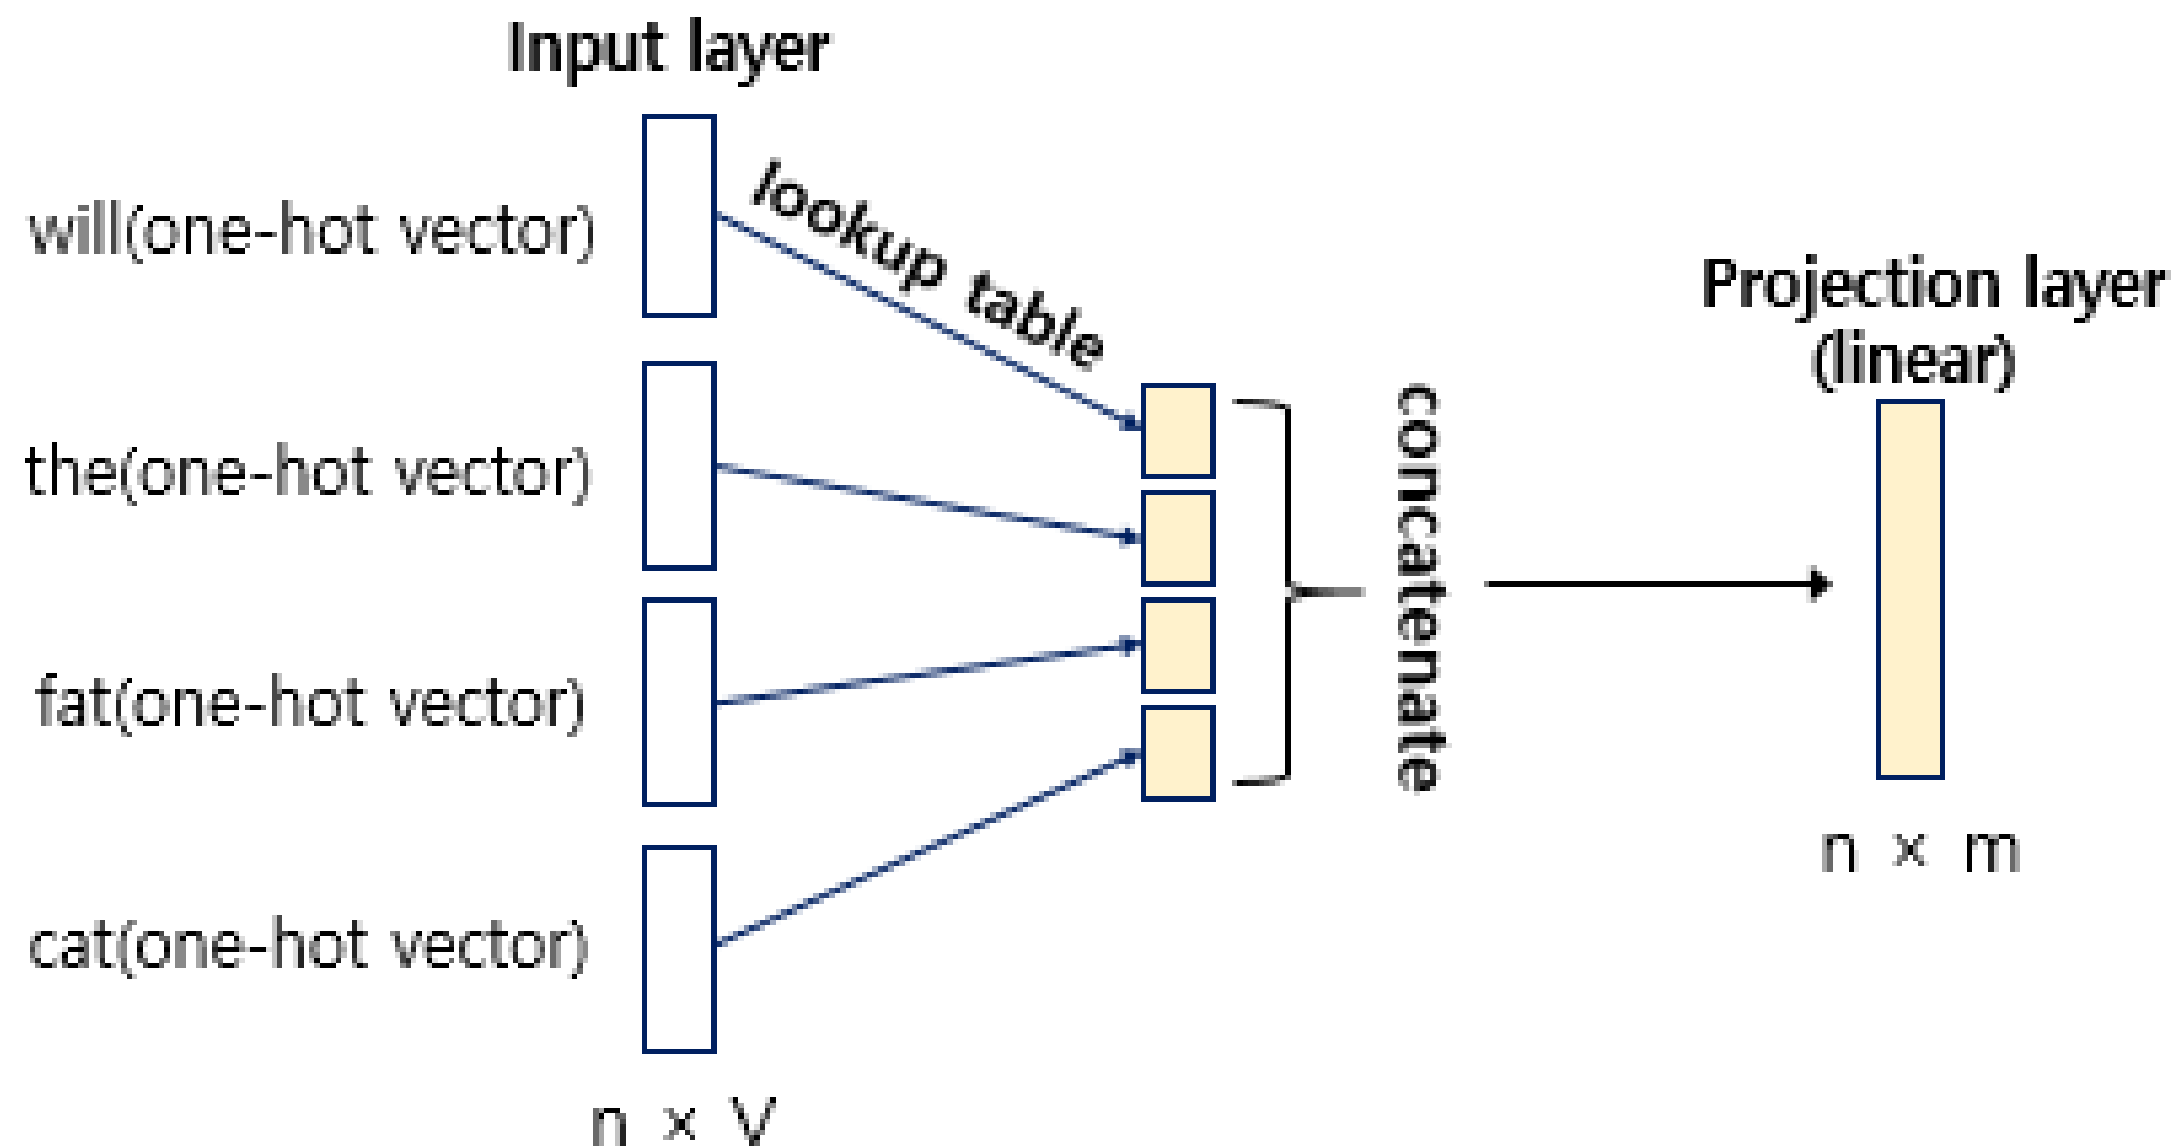 Input layer
will(one-hot vector)
lookup table
the(one-hot vector)
fat(one-hot vector)
cat(one-hot vector)
n × V
concatenate
Projection layer
(linear)
n × m